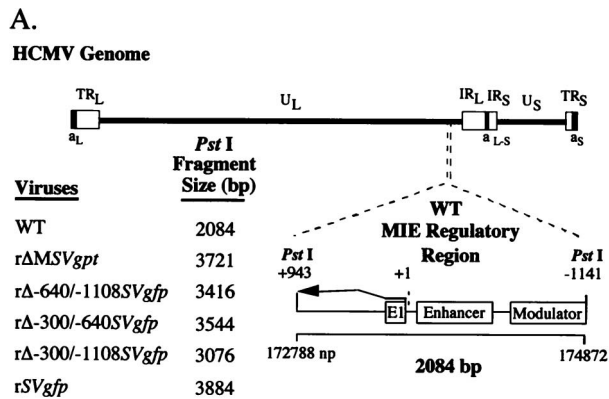 A.
HCMV Genome
TRL UL IRL IRS US TRS
aL aL-S aS
Viruses Pst I Fragment Size (bp)
WT 2084
rΔMSVgpt 3721
rΔ-640/-1108SVgfp 3416
rΔ-300/-640SVgfp 3544
rΔ-300/-1108SVgfp 3076
rSVgfp 3884
WT
MIE Regulatory
Region
Pst I +1 Pst I
+943 -1141
E1 Enhancer Modulator
172788 np 2084 bp 174872